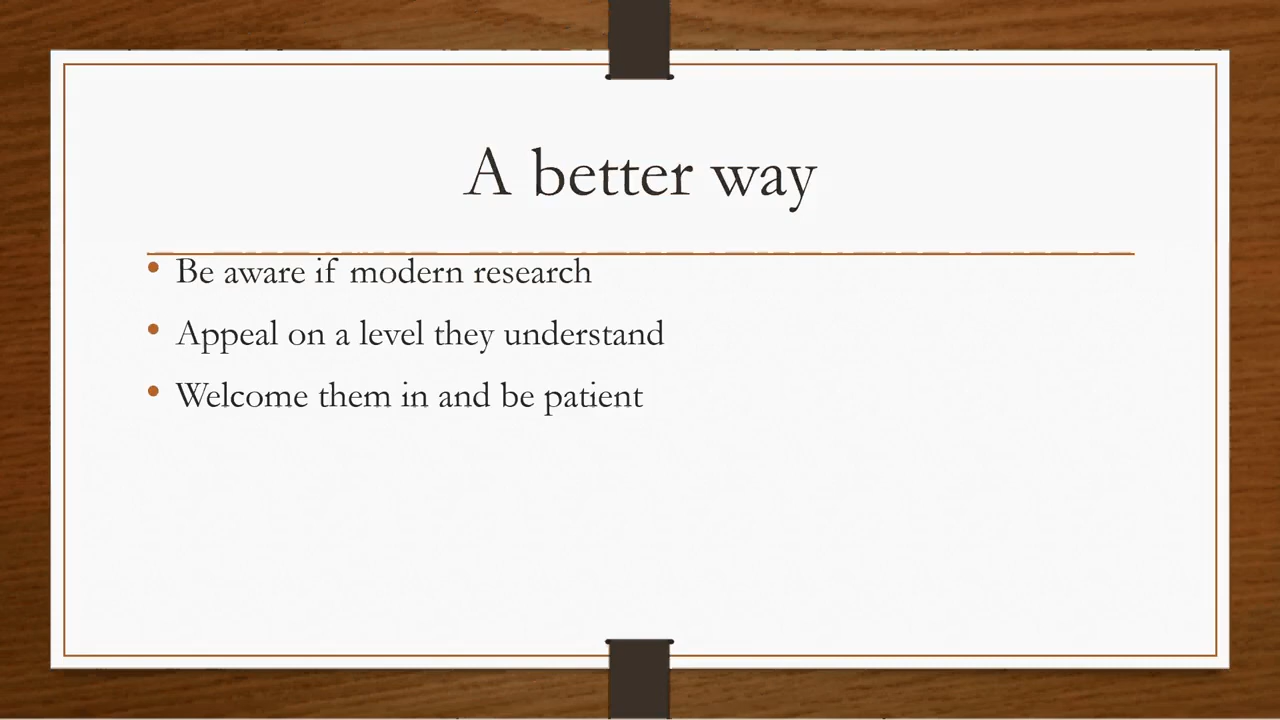 A better way
• Be aware if modern research
• Appeal on a level they understand
• Welcome them in and be patient